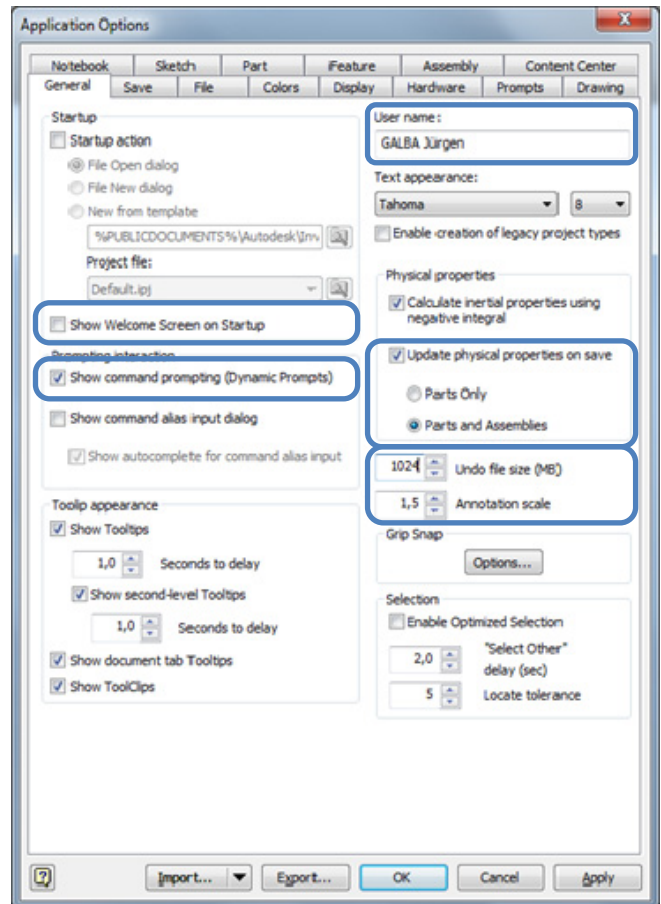 Application Options
Notebook
Sketch
Part
iFeature
Assembly
Content Center
General
Save
File
Colors
Display
Hardware
Prompts
Drawing
Startup
Startup action
File Open dialog
File New dialog
New from template
%PUBLICDOCUMENTS%\Autodesk\Inv
Project file:
Default.ipj
Show Welcome Screen on Startup
Prompting interaction
Show command prompting (Dynamic Prompts)
Show command alias input dialog
Show autocomplete for command alias input
Toolip appearance
Show Tooltips
1,0 Seconds to delay
Show second-level Tooltips
1,0 Seconds to delay
Show document tab Tooltips
Show ToolClips
User name:
GALBA Jürgen
Text appearance:
Tahoma
8
Enable creation of legacy project types
Physical properties
Calculate inertial properties using
negative integral
Update physical properties on save
Parts Only
Parts and Assemblies
1024 Undo file size (MB)
1,5 Annotation scale
Grip Snap
Options...
Selection
Enable Optimized Selection
2,0 "Select Other"
delay (sec)
5 Locate tolerance
Import...
Export...
OK
Cancel
Apply